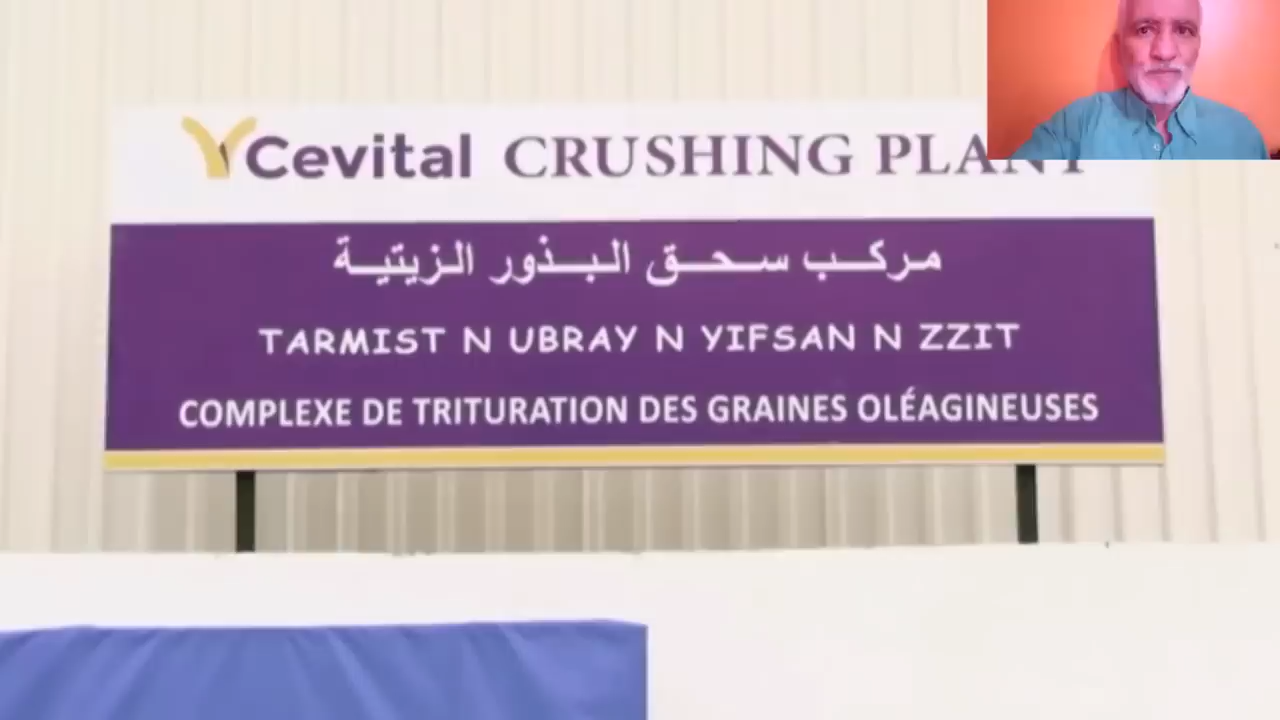 Cevital CRUSHING PLANT
مركب سحق البذور الزيتية
TARMIST N UBRAY N YIFSAN N ZZIT
COMPLEXE DE TRITURATION DES GRAINES OLÉAGINEUSES